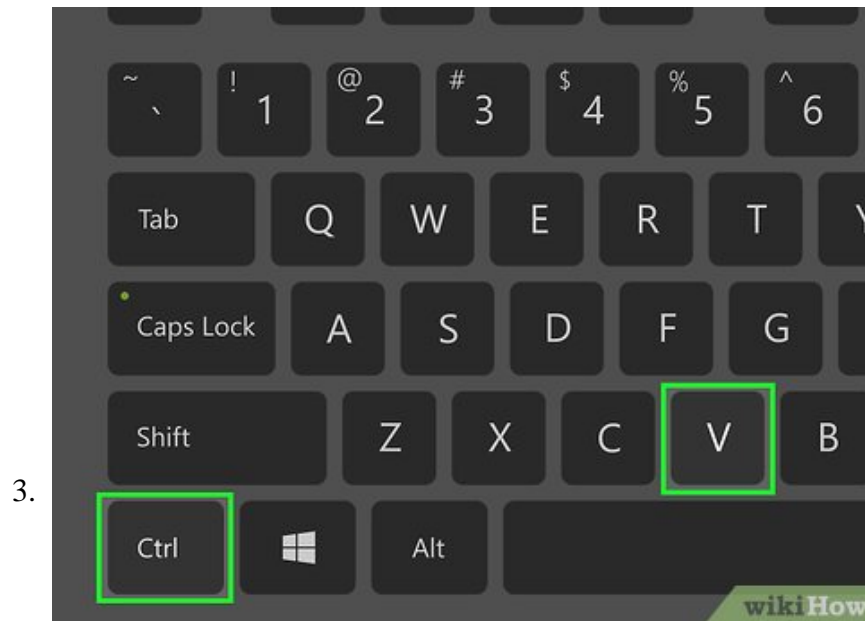 ~ ` ! 1 @ 2 # 3 $ 4 % 5 ^ 6
Tab Q W E R T
Caps Lock A S D F G
Shift Z X C V B
3.
Ctrl Alt
wikiHow